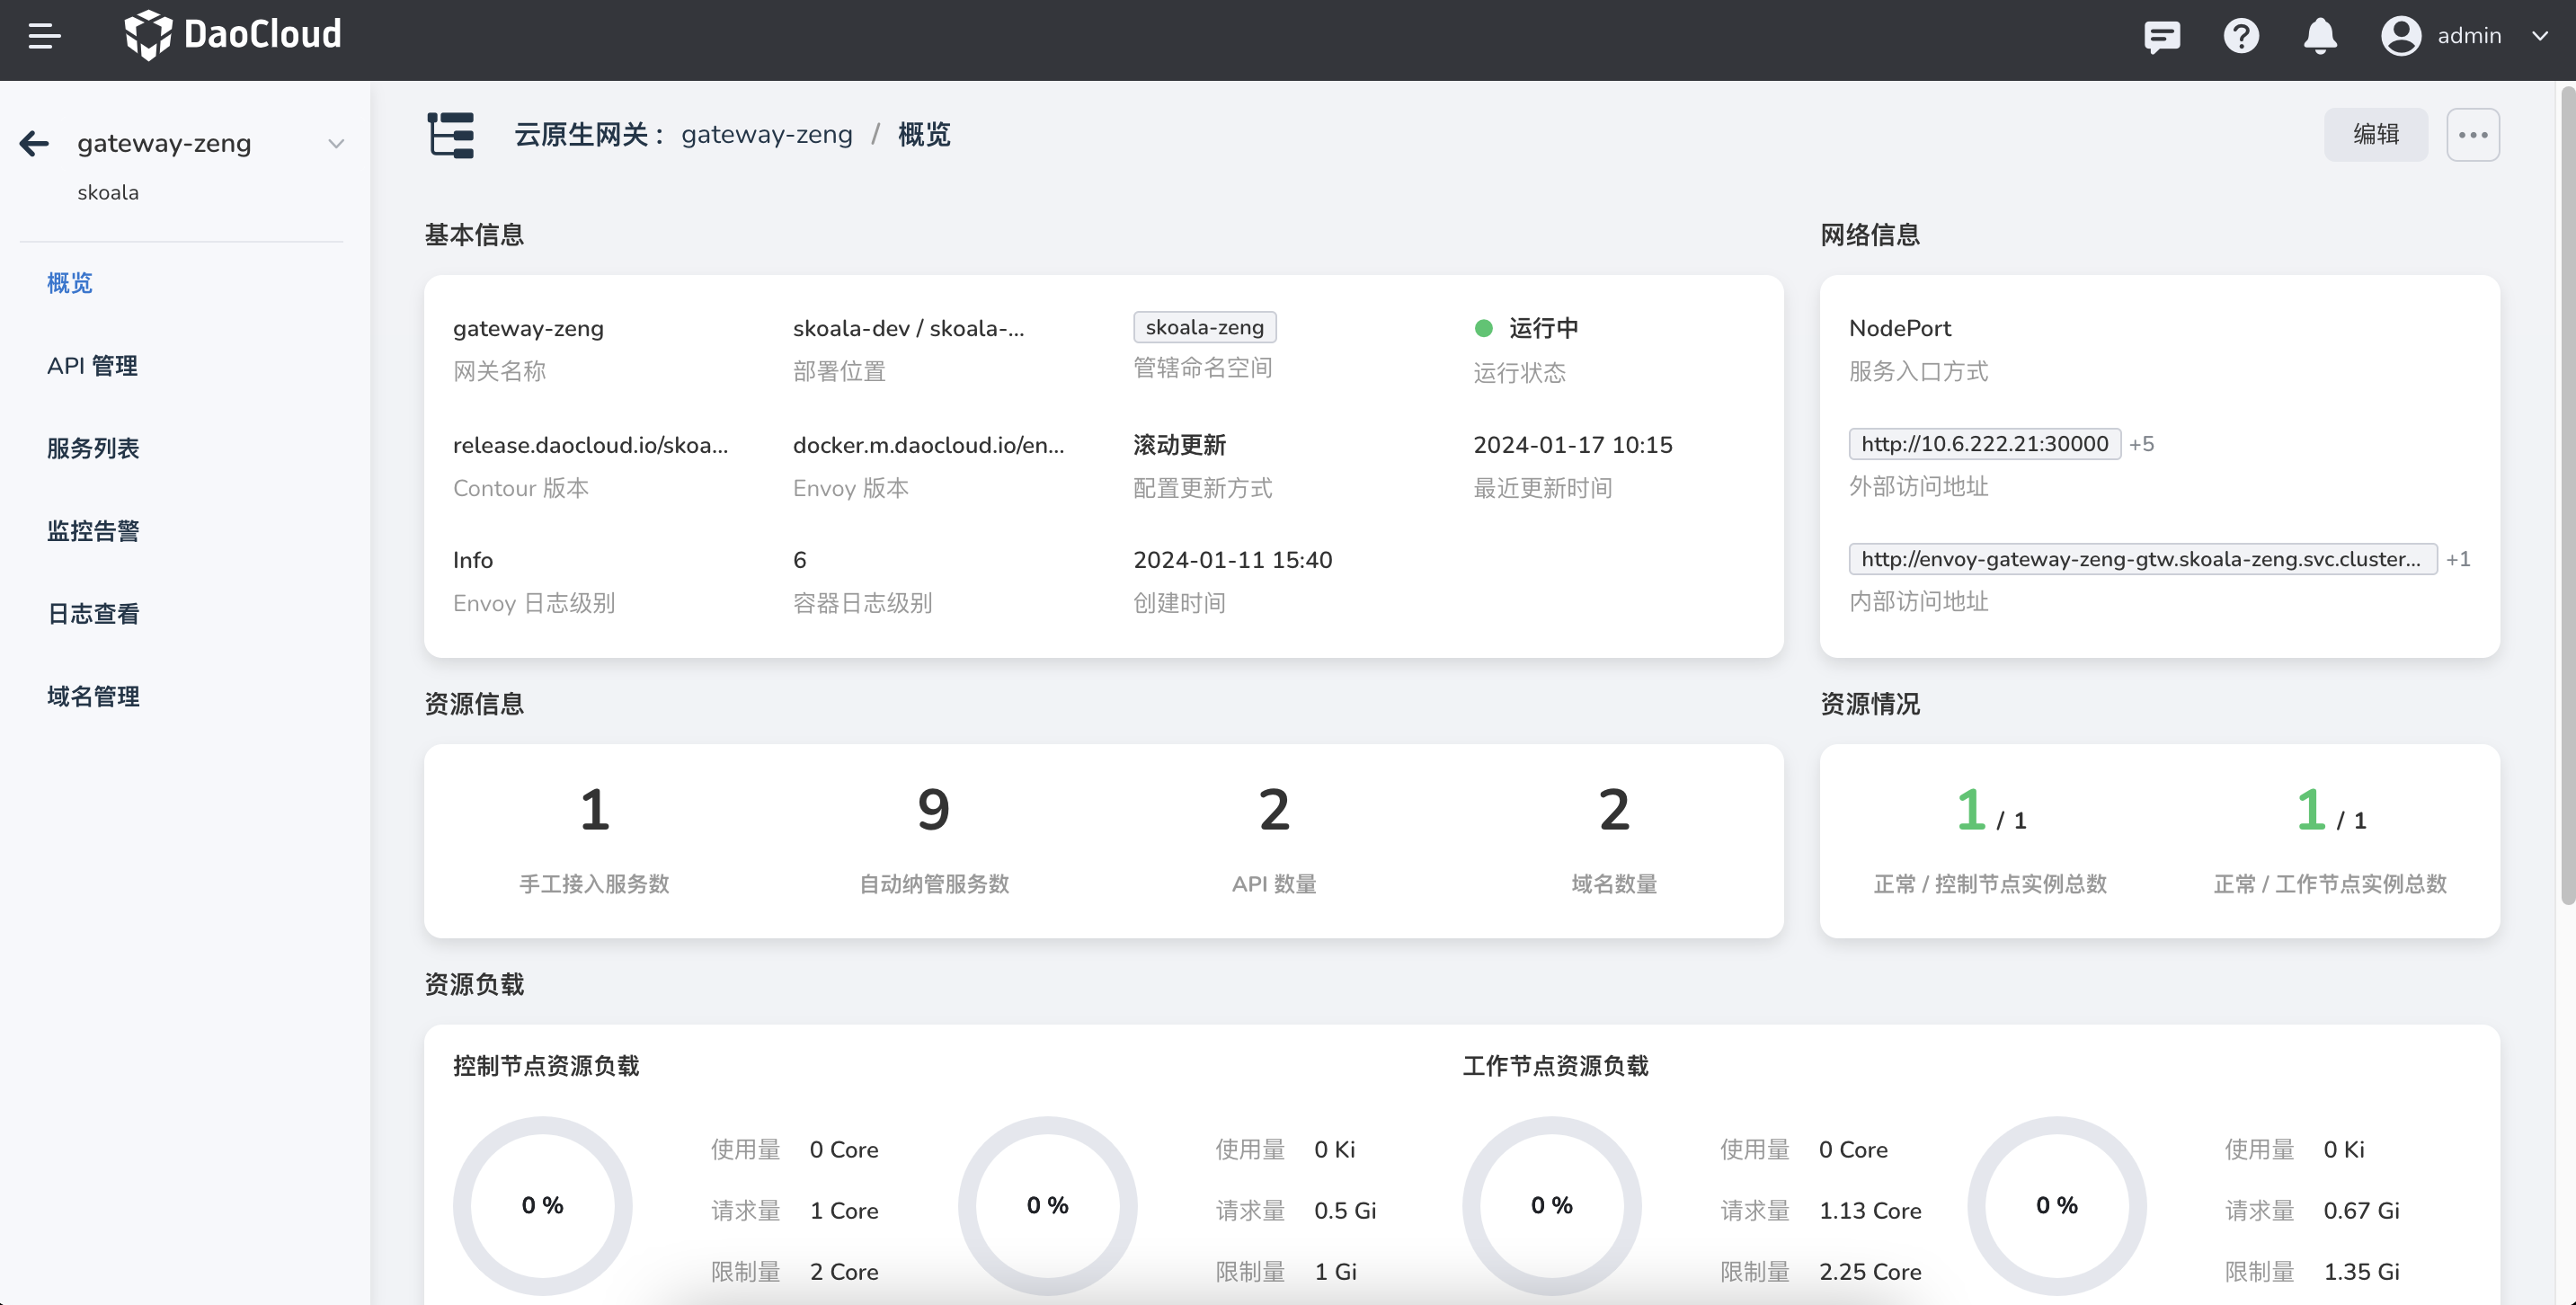 DaoCloud
admin
gateway-zeng
skoala
概览
API 管理
服务列表
监控告警
日志查看
域名管理
云原生网关： gateway-zeng / 概览
编辑
基本信息
gateway-zeng
网关名称
skoala-dev / skoala-...
部署位置
skoala-zeng
管辖命名空间
运行中
运行状态
release.daocloud.io/skoa...
Contour 版本
docker.m.daocloud.io/en...
Envoy 版本
滚动更新
配置更新方式
2024-01-17 10:15
最近更新时间
Info
Envoy 日志级别
6
容器日志级别
2024-01-11 15:40
创建时间
网络信息
NodePort
服务入口方式
http://10.6.222.21:30000 +5
外部访问地址
http://envoy-gateway-zeng-gtw.skoala-zeng.svc.cluster... +1
内部访问地址
资源信息
1
手工接入服务数
9
自动纳管服务数
2
API 数量
2
域名数量
资源情况
1 / 1
正常 / 控制节点实例总数
1 / 1
正常 / 工作节点实例总数
资源负载
控制节点资源负载
0 %
使用量 0 Core
请求量 1 Core
限制量 2 Core
0 %
使用量 0 Ki
请求量 0.5 Gi
限制量 1 Gi
工作节点资源负载
0 %
使用量 0 Core
请求量 1.13 Core
限制量 2.25 Core
0 %
使用量 0 Ki
请求量 0.67 Gi
限制量 1.35 Gi